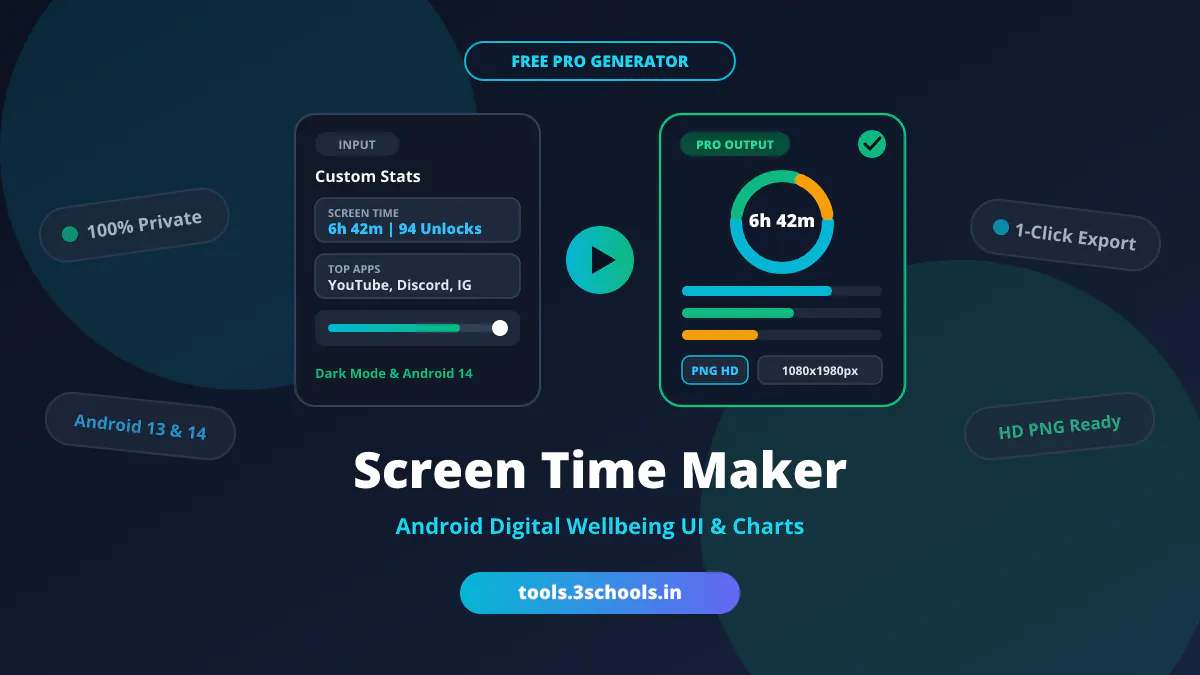 FREE PRO GENERATOR
INPUT
Custom Stats
SCREEN TIME
6h 42m | 94 Unlocks
TOP APPS
YouTube, Discord, IG
Dark Mode & Android 14
PRO OUTPUT
6h 42m
PNG HD
1080x1980px
100% Private
Android 13 & 14
1-Click Export
HD PNG Ready
Screen Time Maker
Android Digital Wellbeing UI & Charts
tools.3schools.in